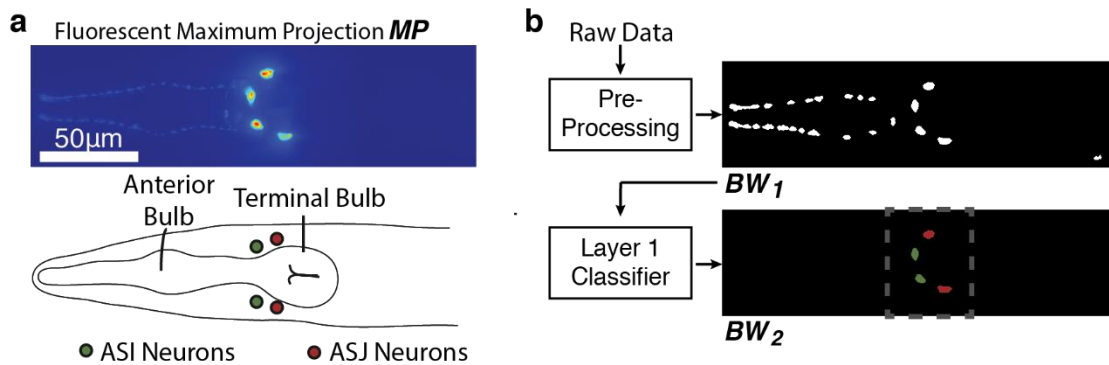 a
Fluorescent Maximum Projection MP
50µm
Anterior
Bulb
Terminal Bulb
ASI Neurons
ASJ Neurons
b
Raw Data
Pre-
Processing
BW1
Layer 1
Classifier
BW2